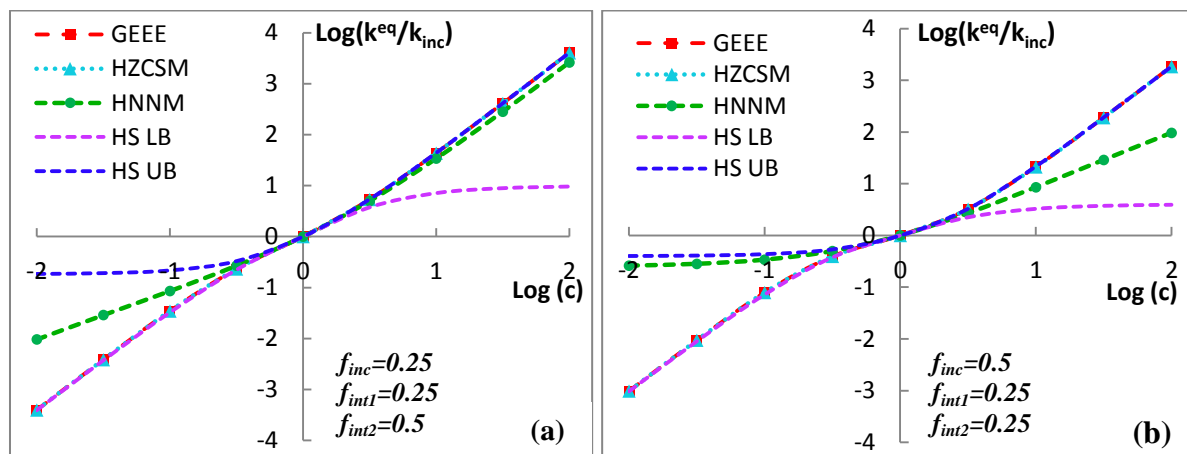 GEEE
HZCSM
HNNM
HS LB
HS UB
Log(k^eq/k_inc)
4
3
2
1
0
-1
-2
-3
-4
-2
-1
0
1
2
Log (c)
f_inc=0.25
f_int1=0.25
f_int2=0.5
(a)
GEEE
HZCSM
HNNM
HS LB
HS UB
Log(k^eq/k_inc)
4
3
2
1
0
-1
-2
-3
-4
-2
-1
0
1
2
Log (c)
f_inc=0.5
f_int1=0.25
f_int2=0.25
(b)